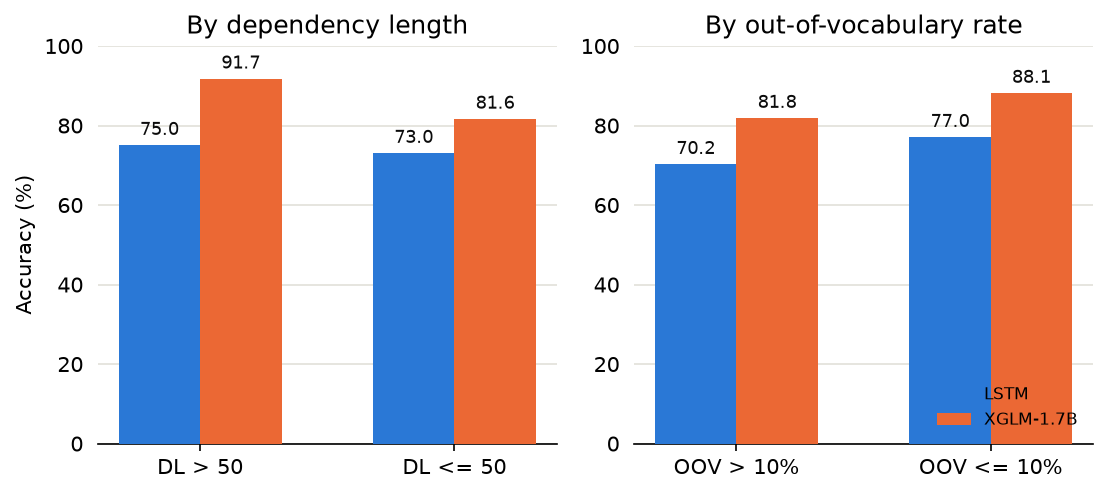 By dependency length
Accuracy (%)
100
80
60
40
20
0
75.0
91.7
73.0
81.6
DL > 50
DL <= 50
By out-of-vocabulary rate
100
80
60
40
20
0
70.2
81.8
77.0
88.1
LSTM
XGLM-1.7B
OOV > 10%
OOV <= 10%